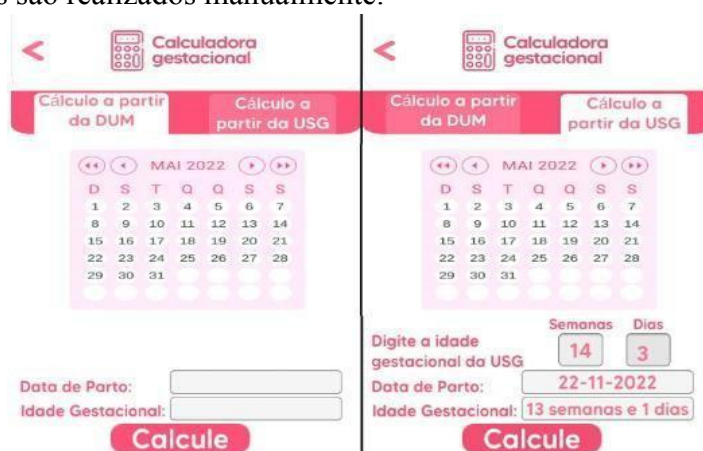 s são realizados manualmente.
Calculadora
gestacional
Cálculo a partir
da DUM
Cálculo a
partir da USG
MAI 2022
D S T Q Q S S
1 2 3 4 5 6 7
8 9 10 11 12 13 14
15 16 17 18 19 20 21
22 23 24 25 26 27 28
29 30 31
Data de Parto:
Idade Gestacional:
Calcule
Calculadora
gestacional
Cálculo a partir
da DUM
Cálculo a
partir da USG
MAI 2022
D S T Q Q S S
1 2 3 4 5 6 7
8 9 10 11 12 13 14
15 16 17 18 19 20 21
22 23 24 25 26 27 28
29 30 31
Semanas Dias
Digite a idade
gestacional da USG
14 3
Data de Parto: 22-11-2022
Idade Gestacional: 13 semanas e 1 dias
Calcule